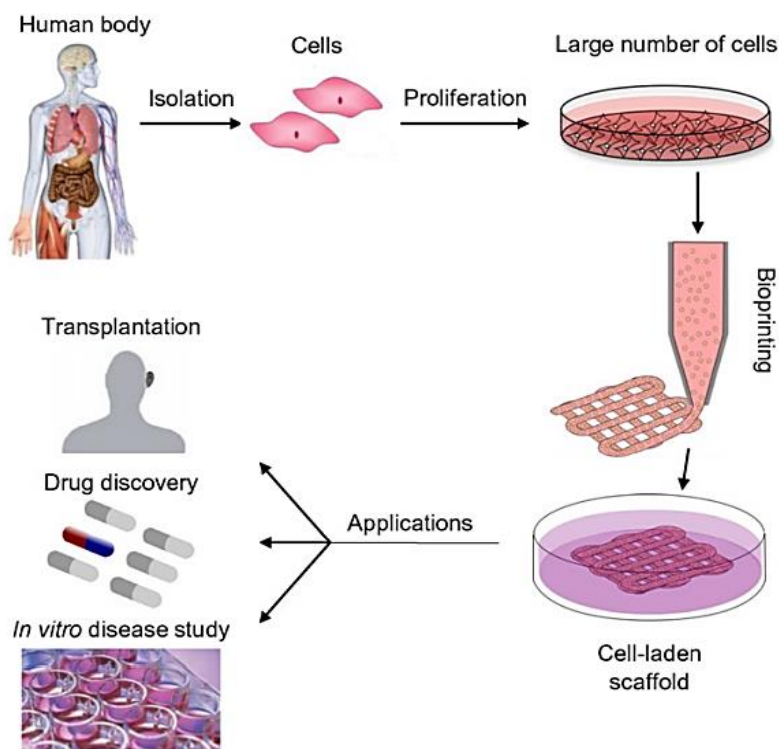 Human body
Isolation
Cells
Proliferation
Large number of cells
Bioprinting
Cell-laden
scaffold
Applications
Transplantation
Drug discovery
In vitro disease study